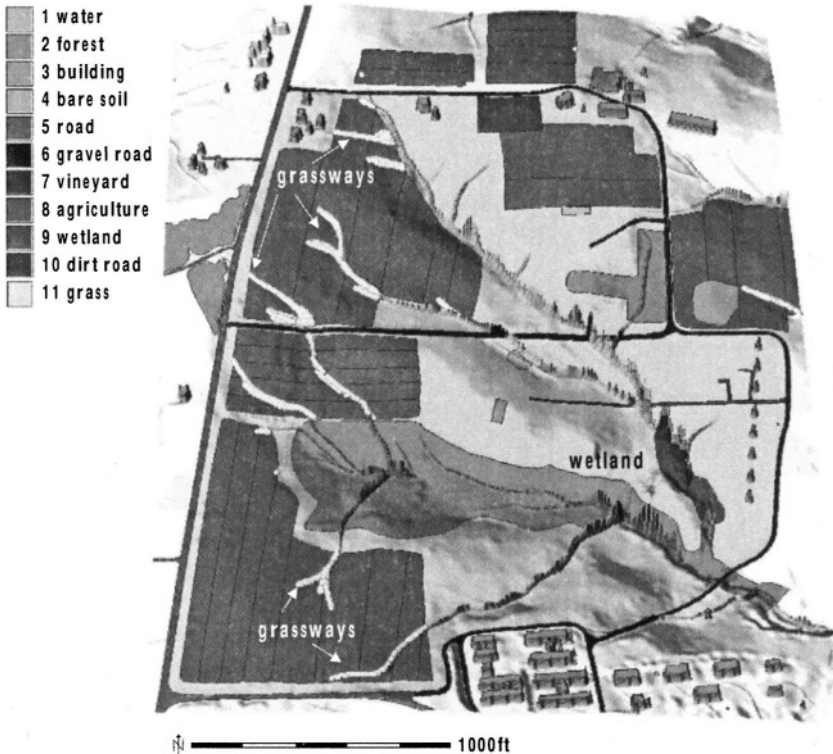 1 water
2 forest
3 building
4 bare soil
5 road
6 gravel road
7 vineyard
8 agriculture
9 wetland
10 dirt road
11 grass
grassways
wetland
grassways
N
1000ft